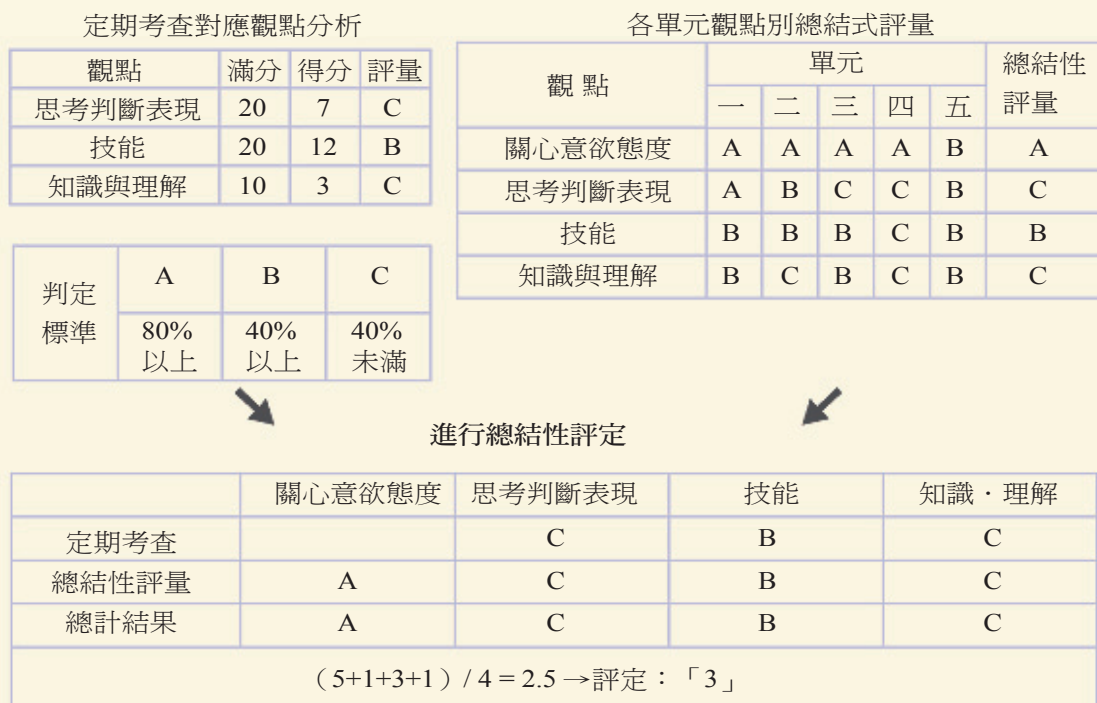 定期考查對應觀點分析
觀點 滿分 得分 評量
思考判斷表現 20 7 C
技能 20 12 B
知識與理解 10 3 C
判定標準 A B C
80%以上 40%以上 40%未滿
各單元觀點別總結式評量
觀 點 單元 總結性評量
一 二 三 四 五
關心意欲態度 A A A A B A
思考判斷表現 A B C C B C
技能 B B B C B B
知識與理解 B C B C B C
進行總結性評定
關心意欲態度 思考判斷表現 技能 知識·理解
定期考查 C B C
總結性評量 A C B C
總計結果 A C B C
（5+1+3+1）/ 4 = 2.5 →評定：「3」